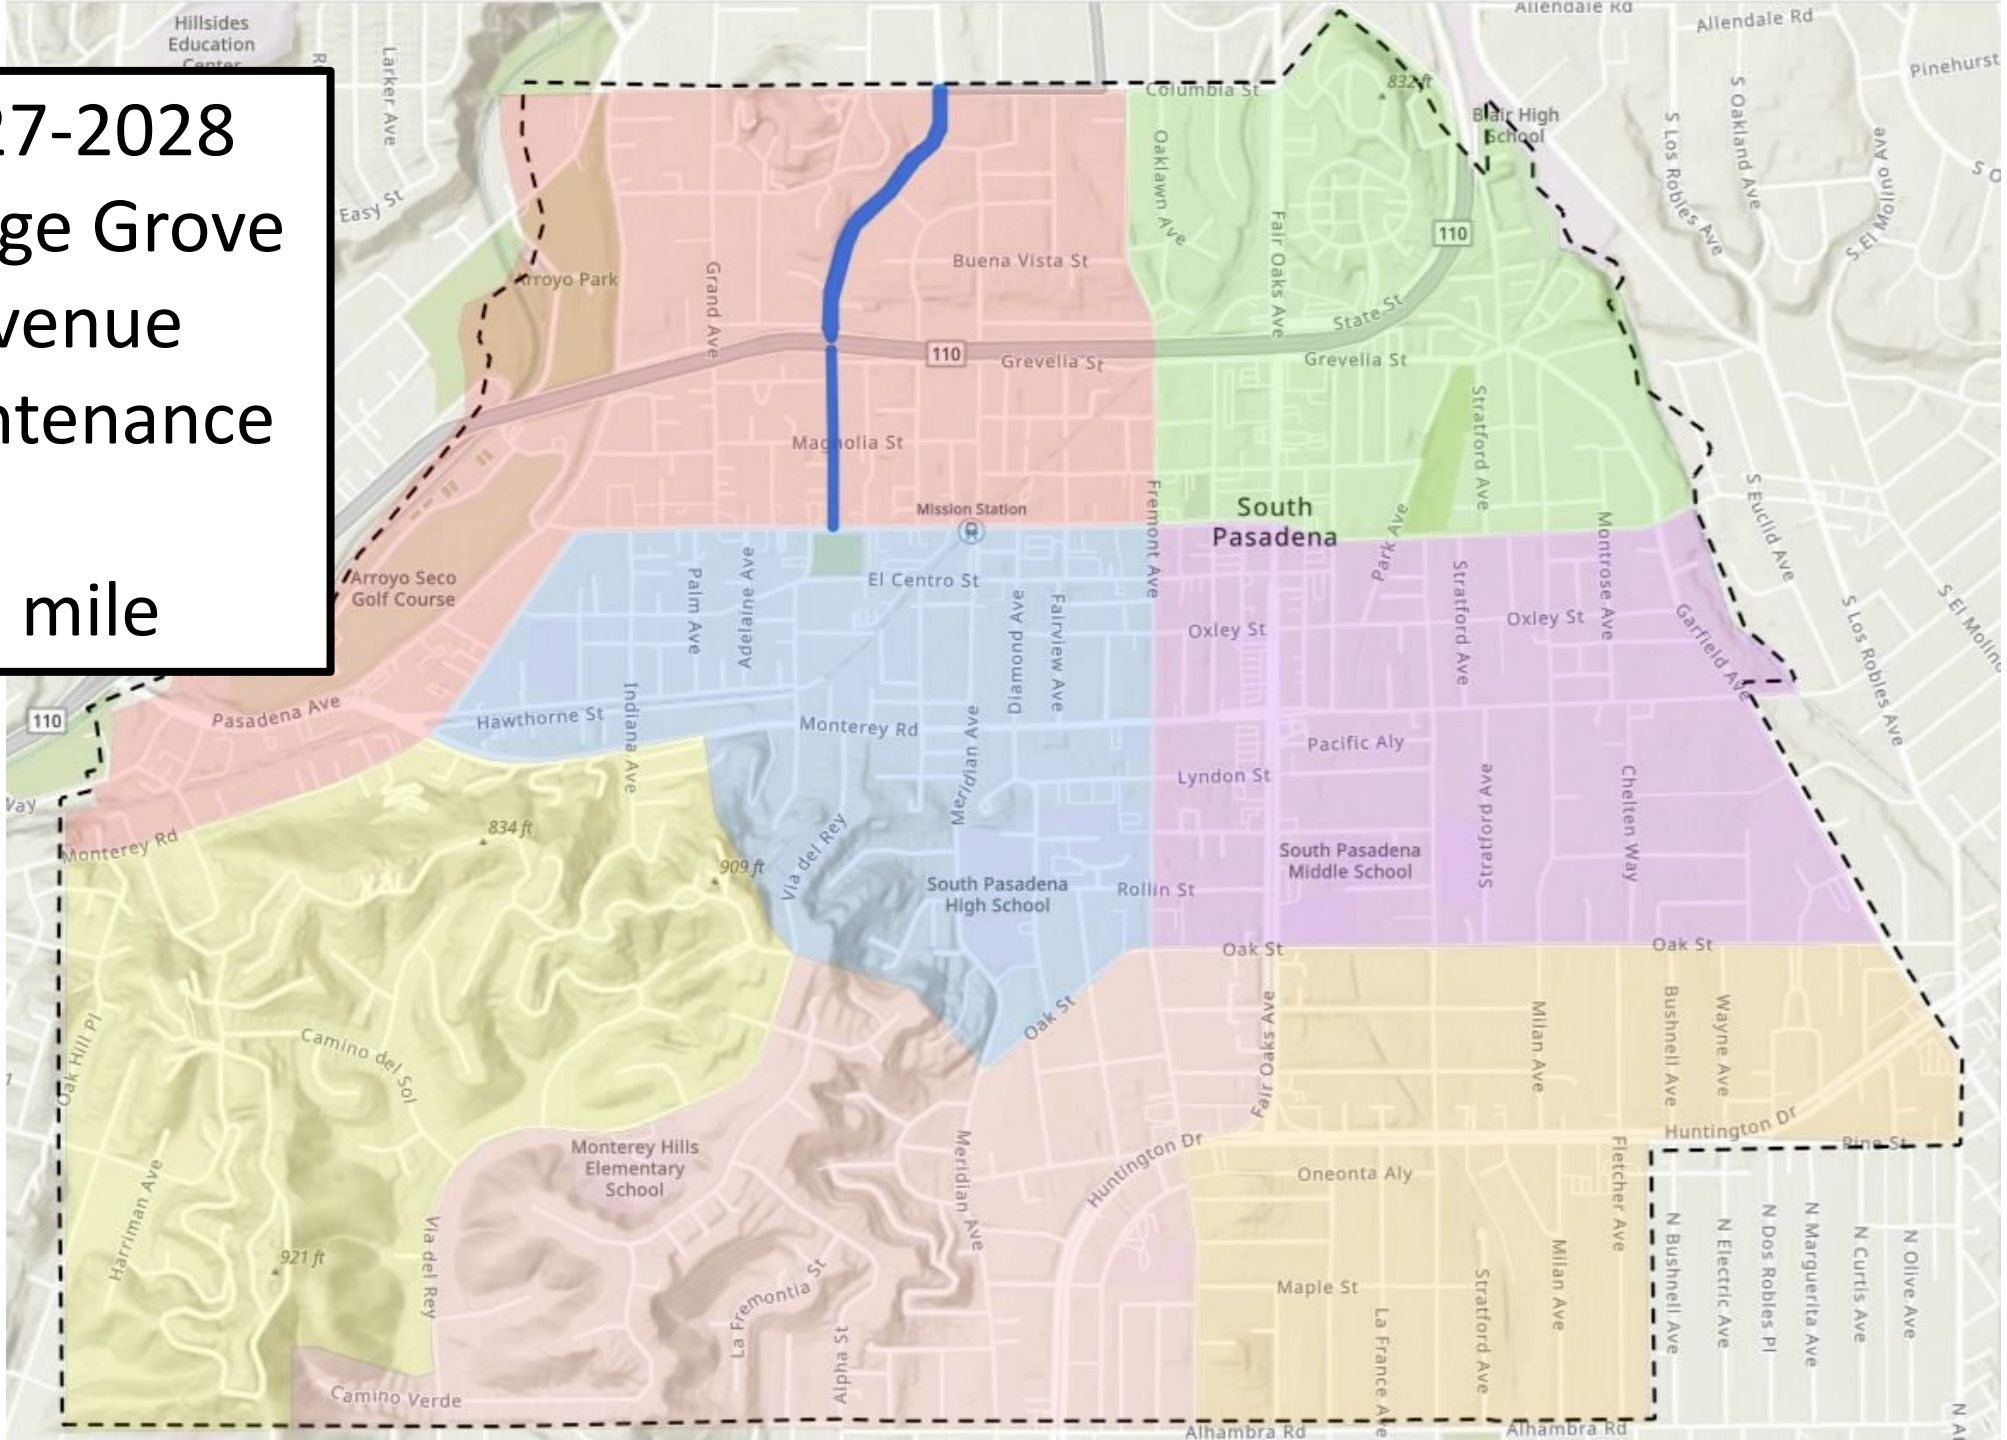 Hillsides
Education
Center
Larker Ave
Easy St
27-2028
ge Grove
venue
ntenance
mile
Allendale Rd
Allendale Rd
Pinehurst
Columbia St
832 ft
Blair High
School
S Oakland Ave
S Los Robles Ave
S El Molino Ave
S O
Oaklawn Ave
Fair Oaks Ave
110
Buena Vista St
Arroyo Park
Grand Ave
State St
110
Grevelia St
Grevelia St
Stratford Ave
Magnolia St
Mission Station
Fremont Ave
South
Pasadena
Park Ave
Montrose Ave
S Euclid Ave
Arroyo Seco
Golf Course
Palm Ave
Adelaine Ave
El Centro St
Diamond Ave
Fairview Ave
Oxley St
Stratford Ave
Oxley St
Garfield Ave
S Los Robles Ave
S El Molino
110
Pasadena Ave
Hawthorne St
Indiana Ave
Monterey Rd
Meridian Ave
Pacific Aly
Lyndon St
Stratford Ave
Chelten Way
Way
Monterey Rd
834 ft
909 ft
Via del Rey
South Pasadena
High School
Rollin St
South Pasadena
Middle School
Oak St
Oak St
Oak St
Oak Hill Pl
Camino del Sol
Fair Oaks Ave
Milan Ave
Bushnell Ave
Wayne Ave
Monterey Hills
Elementary
School
Meridian Ave
Huntington Dr
Huntington Dr
Pine St
Oneonta Aly
Fletcher Ave
Harriman Ave
921 ft
Via del Rey
La Fremontia St
Alpha St
Maple St
La France Ave
Stratford Ave
Milan Ave
N Bushnell Ave
N Electric Ave
N Dos Robles Pl
N Marguerita Ave
N Curtis Ave
N Olive Ave
Camino Verde
Alhambra Rd
Alhambra Rd